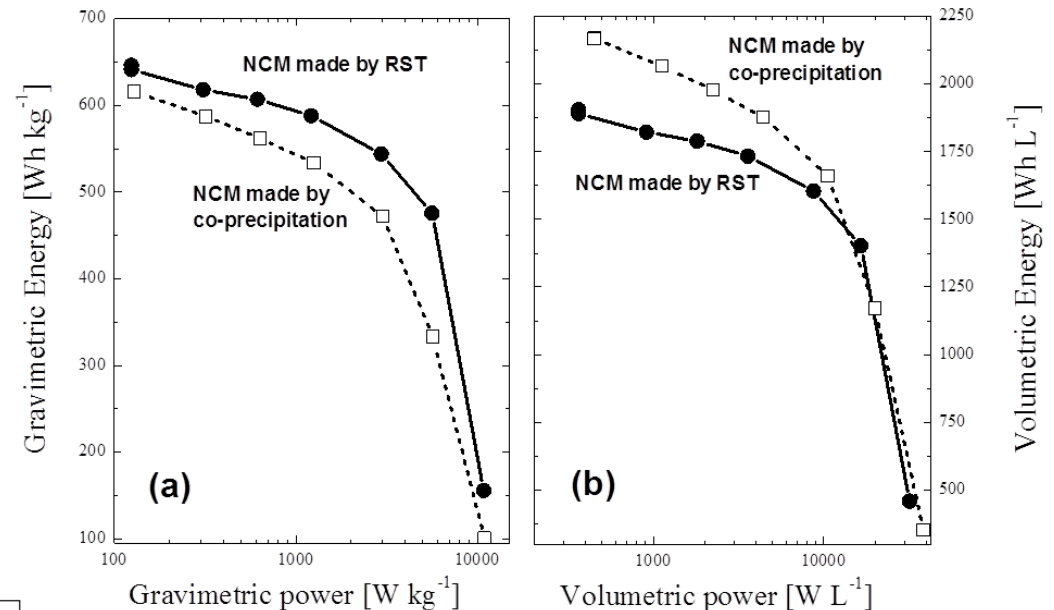 700
600
500
400
300
200
100
100
1000
10000
Gravimetric Energy [Wh kg⁻¹]
Gravimetric power [W kg⁻¹]
NCM made by RST
NCM made by
co-precipitation
(a)
NCM made by
co-precipitation
NCM made by RST
(b)
1000
10000
Volumetric power [W L⁻¹]
2250
2000
1750
1500
1250
1000
750
500
Volumetric Energy [Wh L⁻¹]